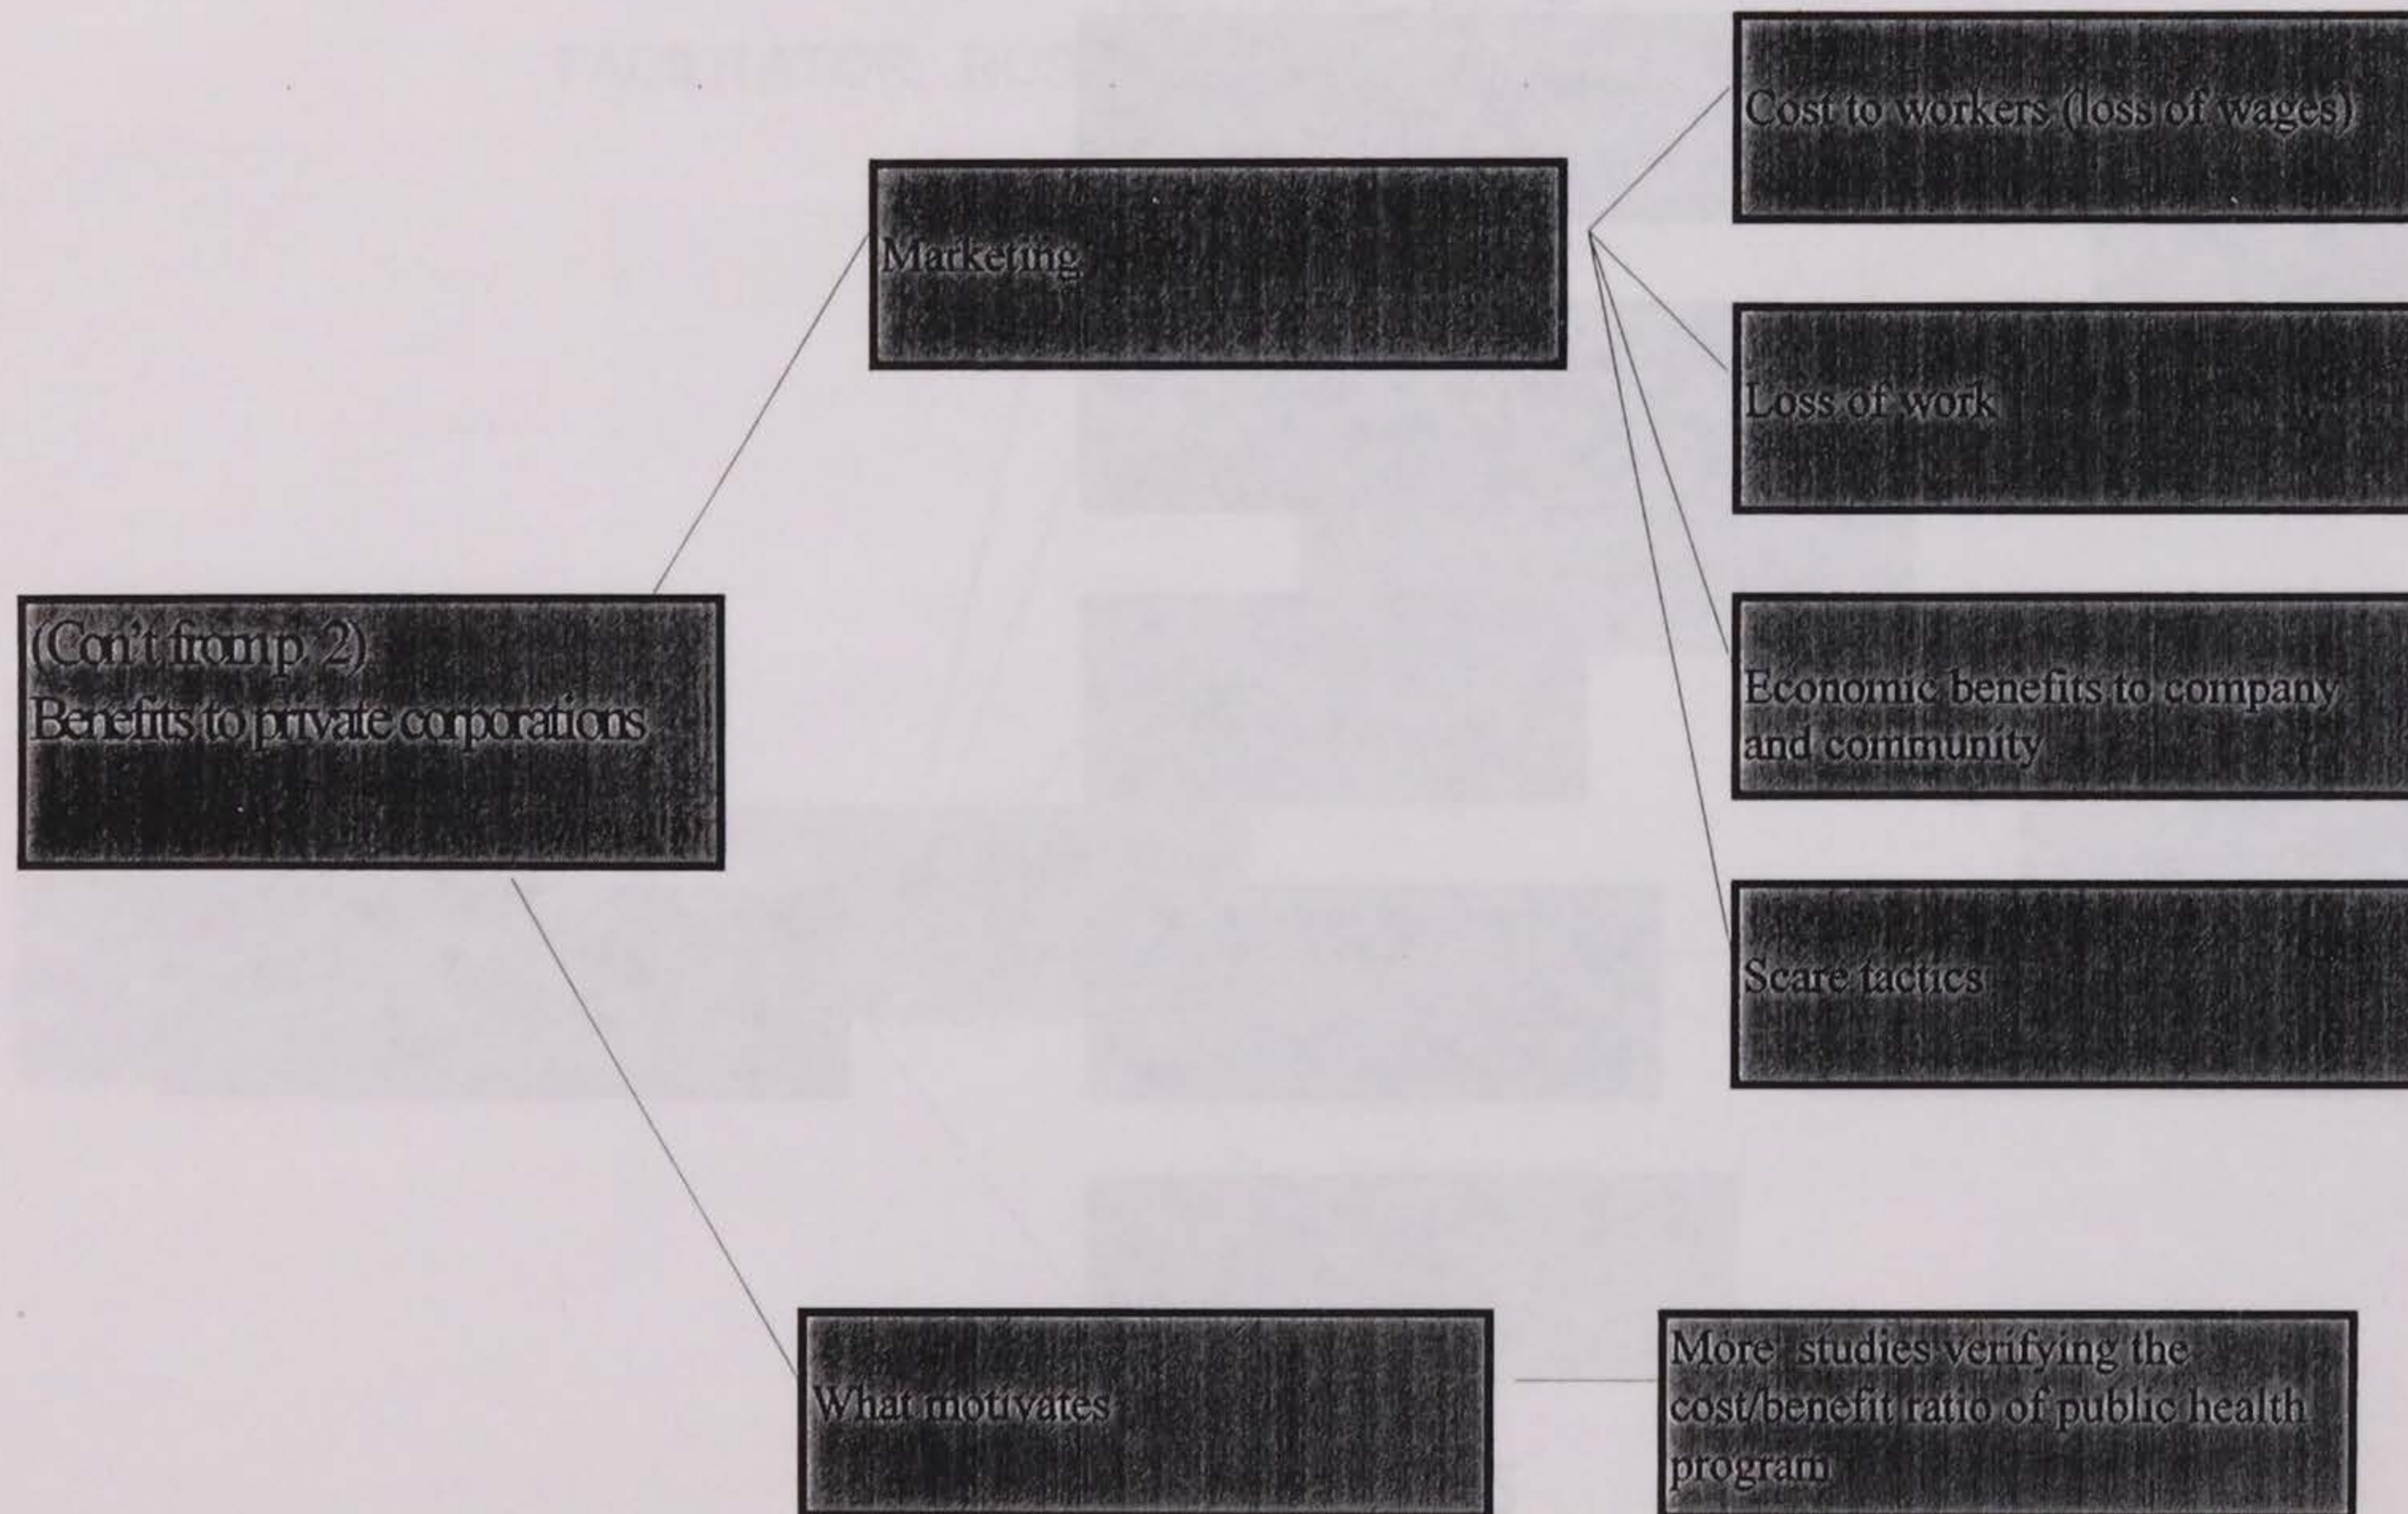 Cost to workers (loss of wages)
Marketing
Loss of work
(Con't from p. 2)
Benefits to private corporations
Economic benefits to company
and community
Scare tactics
What motivates
More studies verifying the
cost/benefit ratio of public health
program